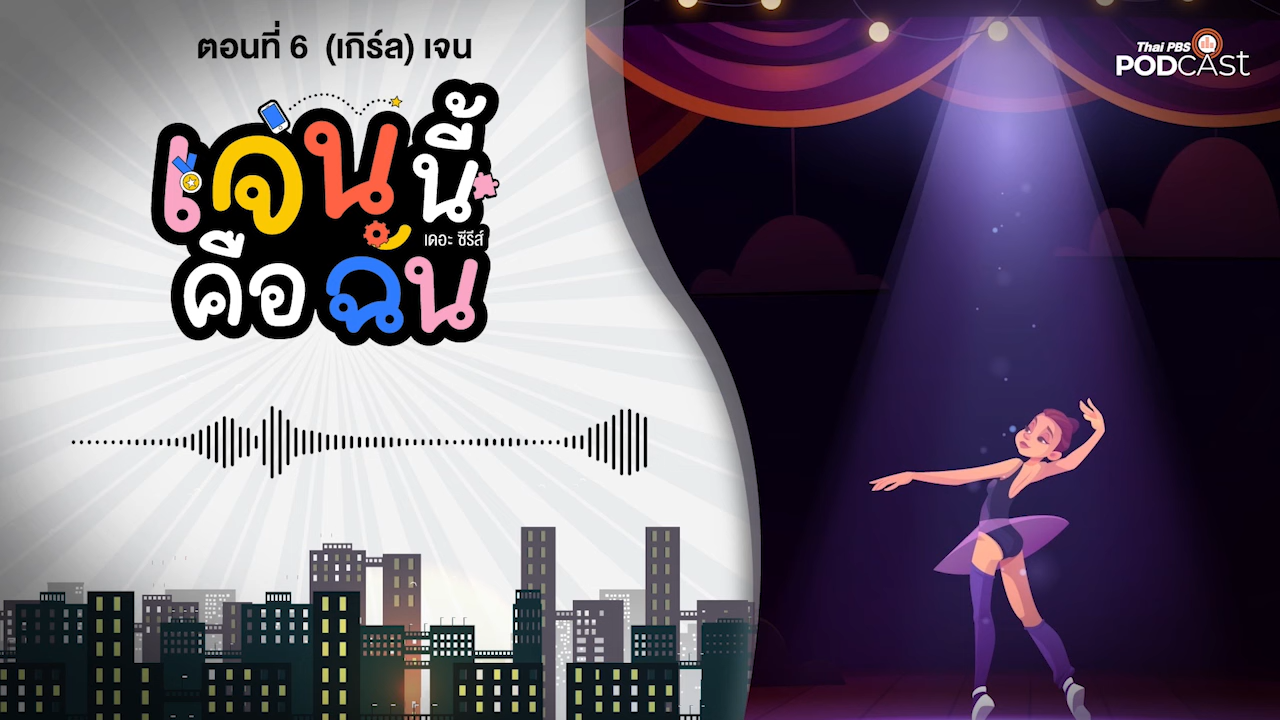 ตอนที่ 6 (เกิร์ล) เจน
เจน นี้
เดอะ ซีรีส์
คือ ฉัน
Thai PBS
PODCAST